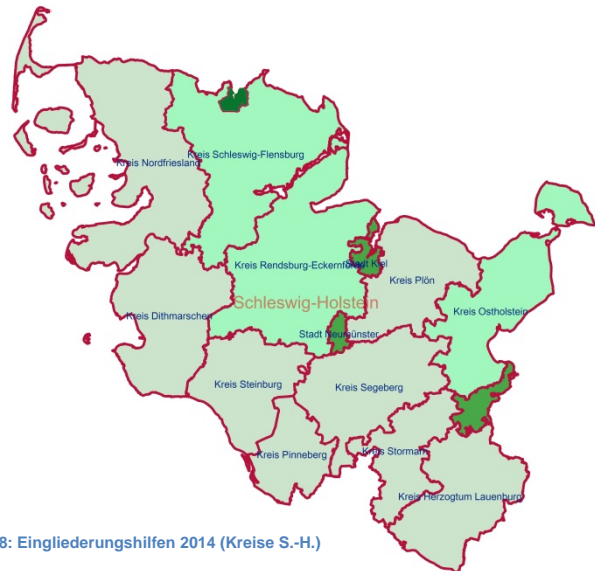 Kreis Nordfriesland
Kreis Schleswig-Flensburg
Kreis Rendsburg-Eckernförde
Stadt Kiel
Kreis Plön
Schleswig-Holstein
Kreis Ostholstein
Kreis Dithmarschen
Stadt Neumünster
Kreis Steinburg
Kreis Segeberg
Kreis Pinneberg
Kreis Stormarn
Kreis Herzogtum Lauenburg
8: Eingliederungshilfen 2014 (Kreise S.-H.)